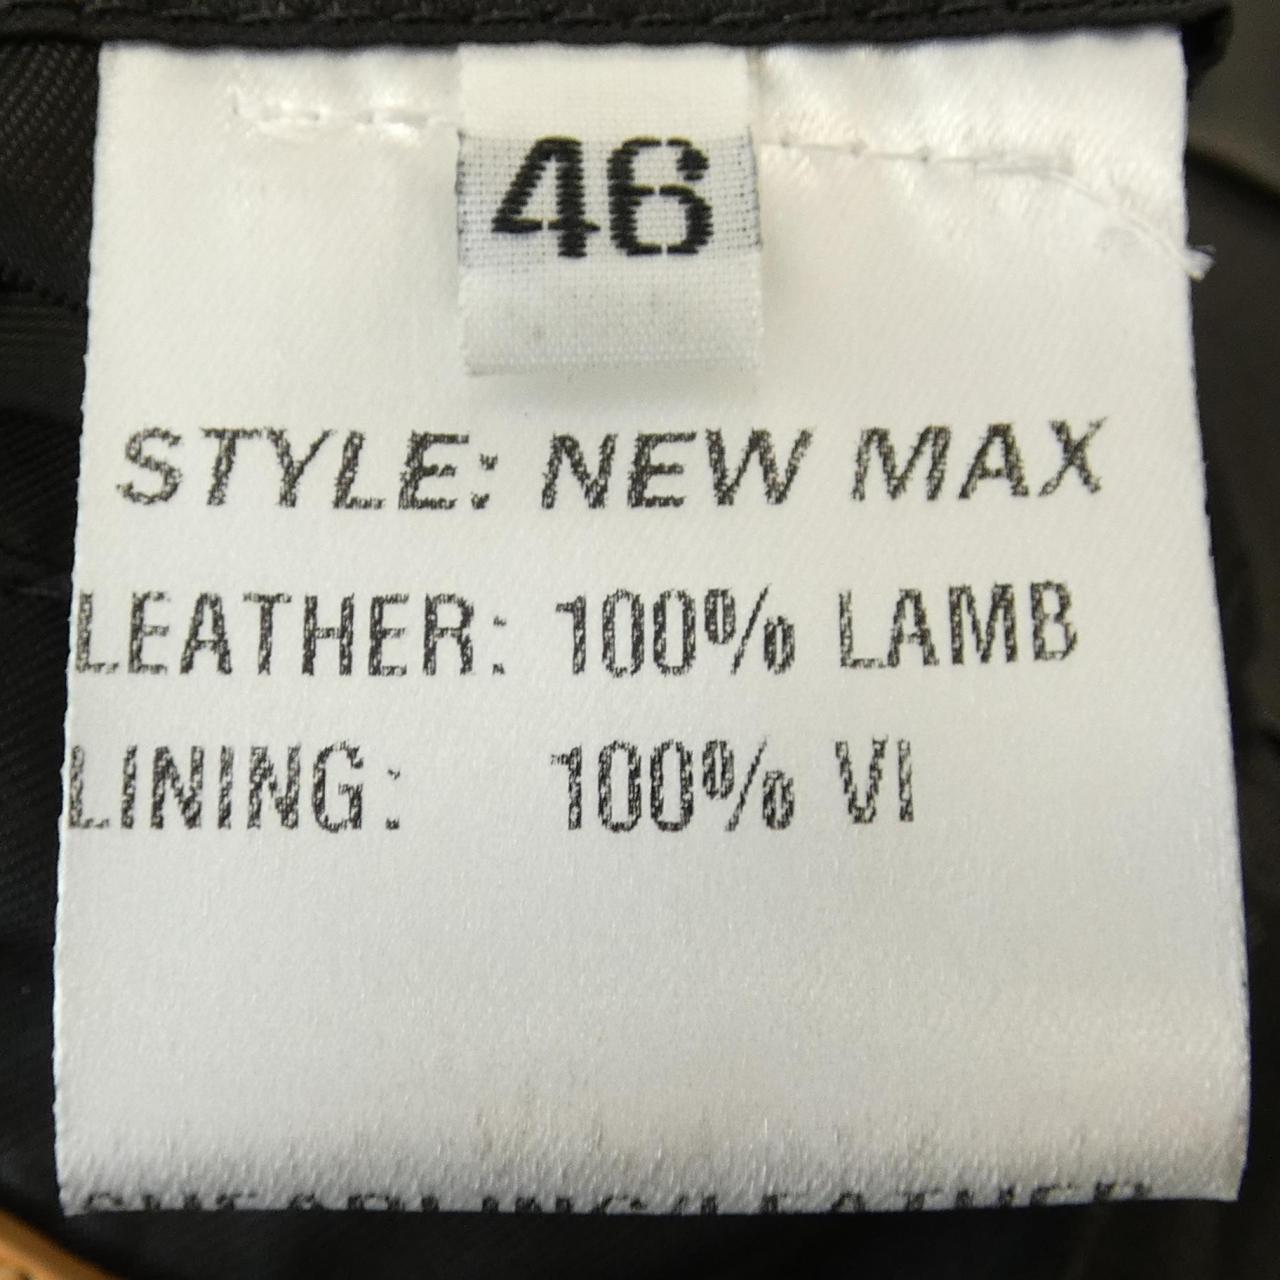 46
STYLE: NEW MAX
LEATHER: 100% LAMB
LINING: 100% VI